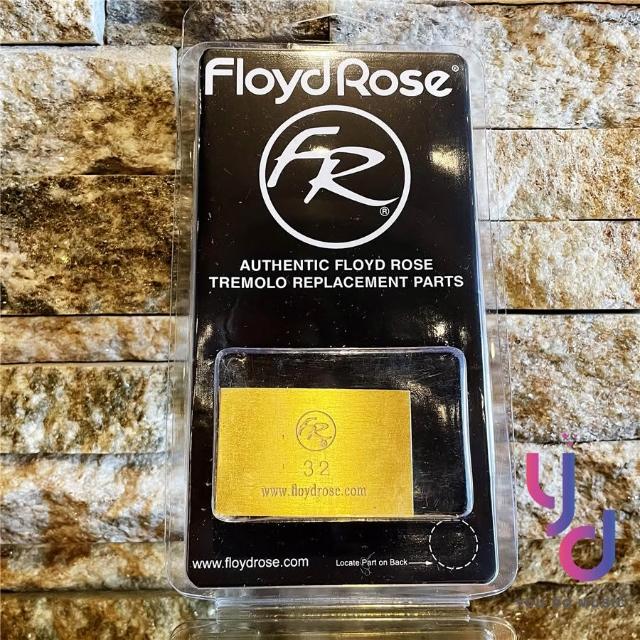 FloydRose®
FR®
AUTHENTIC FLOYD ROSE
TREMOLO REPLACEMENT PARTS
FR
32
www.floydrose.com
www.floydrose.com
Locate Part on Back
yd